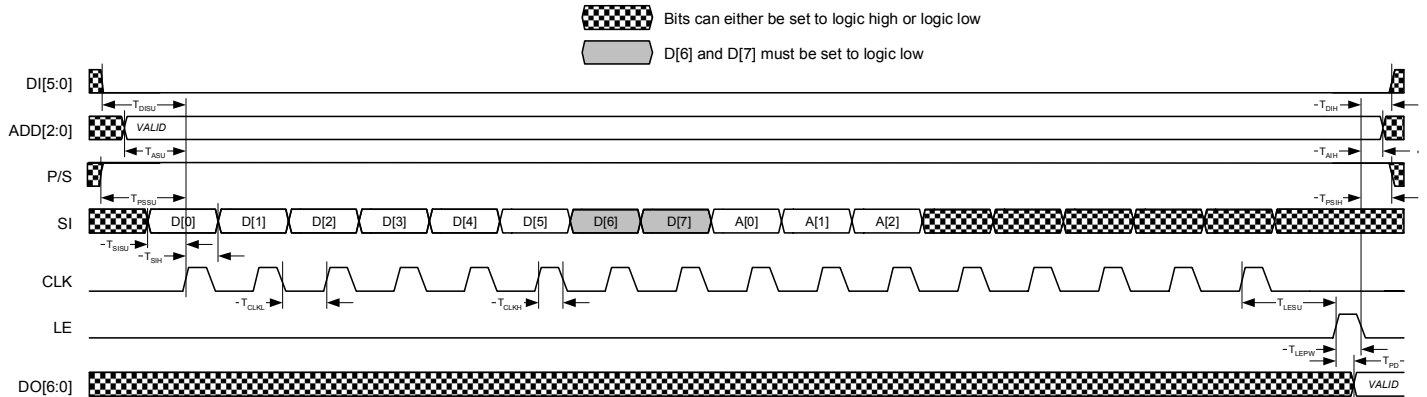 Bits can either be set to logic high or logic low
D[6] and D[7] must be set to logic low
DI[5:0]
TDISU
TDIH
ADD[2:0]
VALID
TASU
TAIH
P/S
TPSSU
TPSIH
SI
D[0]
D[1]
D[2]
D[3]
D[4]
D[5]
D[6]
D[7]
A[0]
A[1]
A[2]
TSISU
TSIH
CLK
TCLKL
TCLKH
TLESU
LE
TLEPW
TPD
DO[6:0]
VALID